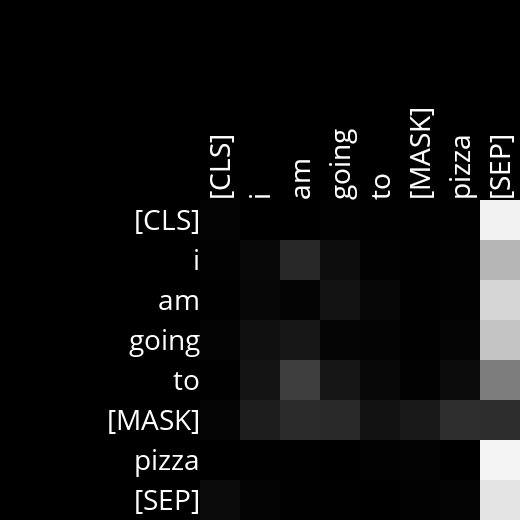 [CLS] i am going to [MASK] pizza [SEP]
[CLS]
i
am
going
to
[MASK]
pizza
[SEP]